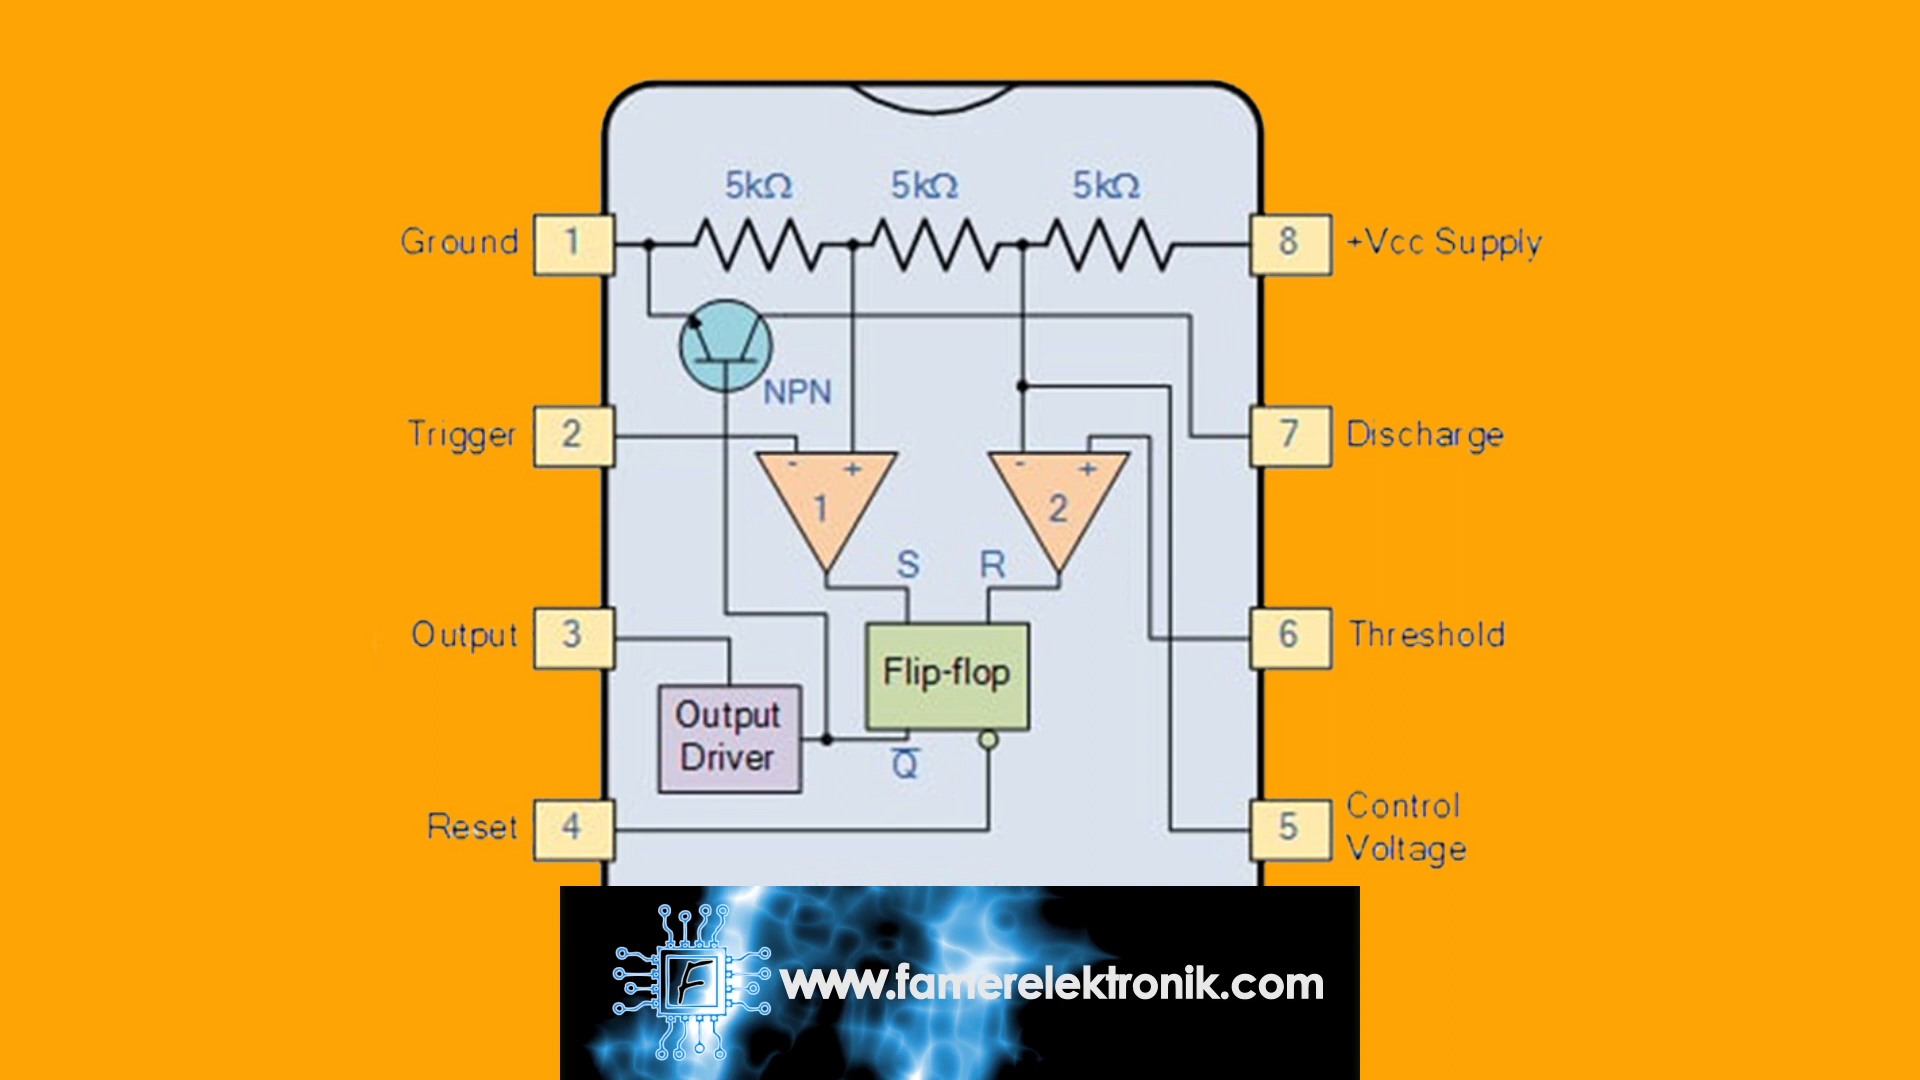 5kΩ 5kΩ 5kΩ
Ground 1
8 +Vcc Supply
NPN
Trigger 2
7 Discharge
- +
- +
1
2
S R
Output 3
6 Threshold
Flip-flop
Output
Driver
Q̅
Reset 4
5 Control
Voltage
F
www.famerelektronik.com